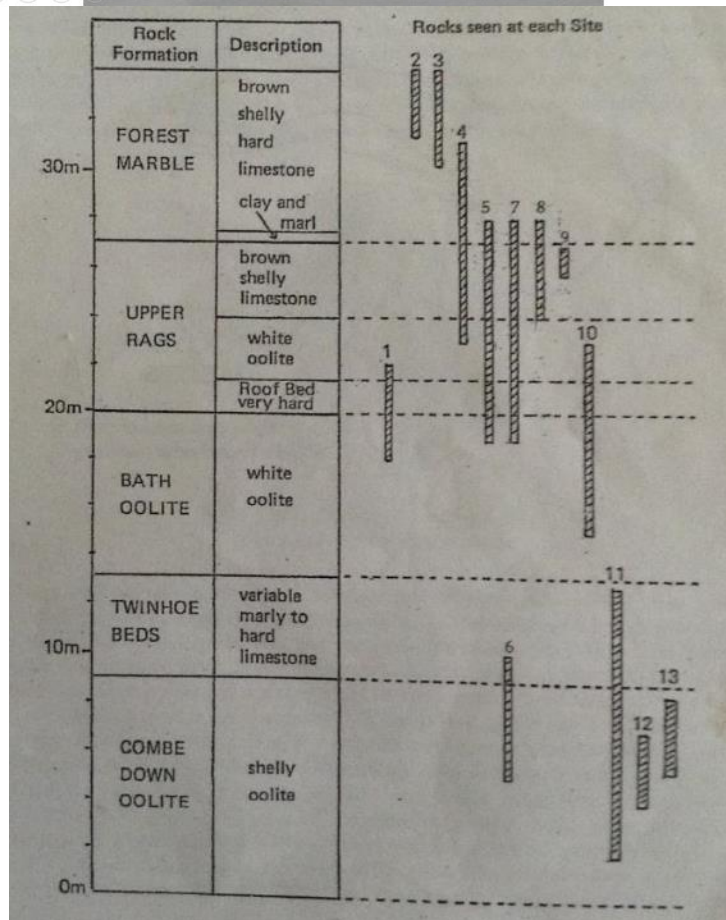 Rock
Formation
Description
Rocks seen at each Site
FOREST
MARBLE
brown
shelly
hard
limestone
clay and
marl
UPPER
RAGS
brown
shelly
limestone
white
oolite
Roof Bed
very hard
BATH
OOLITE
white
oolite
TWINHOE
BEDS
variable
marly to
hard
limestone
COMBE
DOWN
OOLITE
shelly
oolite
30m
20m
10m
0m
2 3
4
5 7 8
9
10
1
11
6
13
12